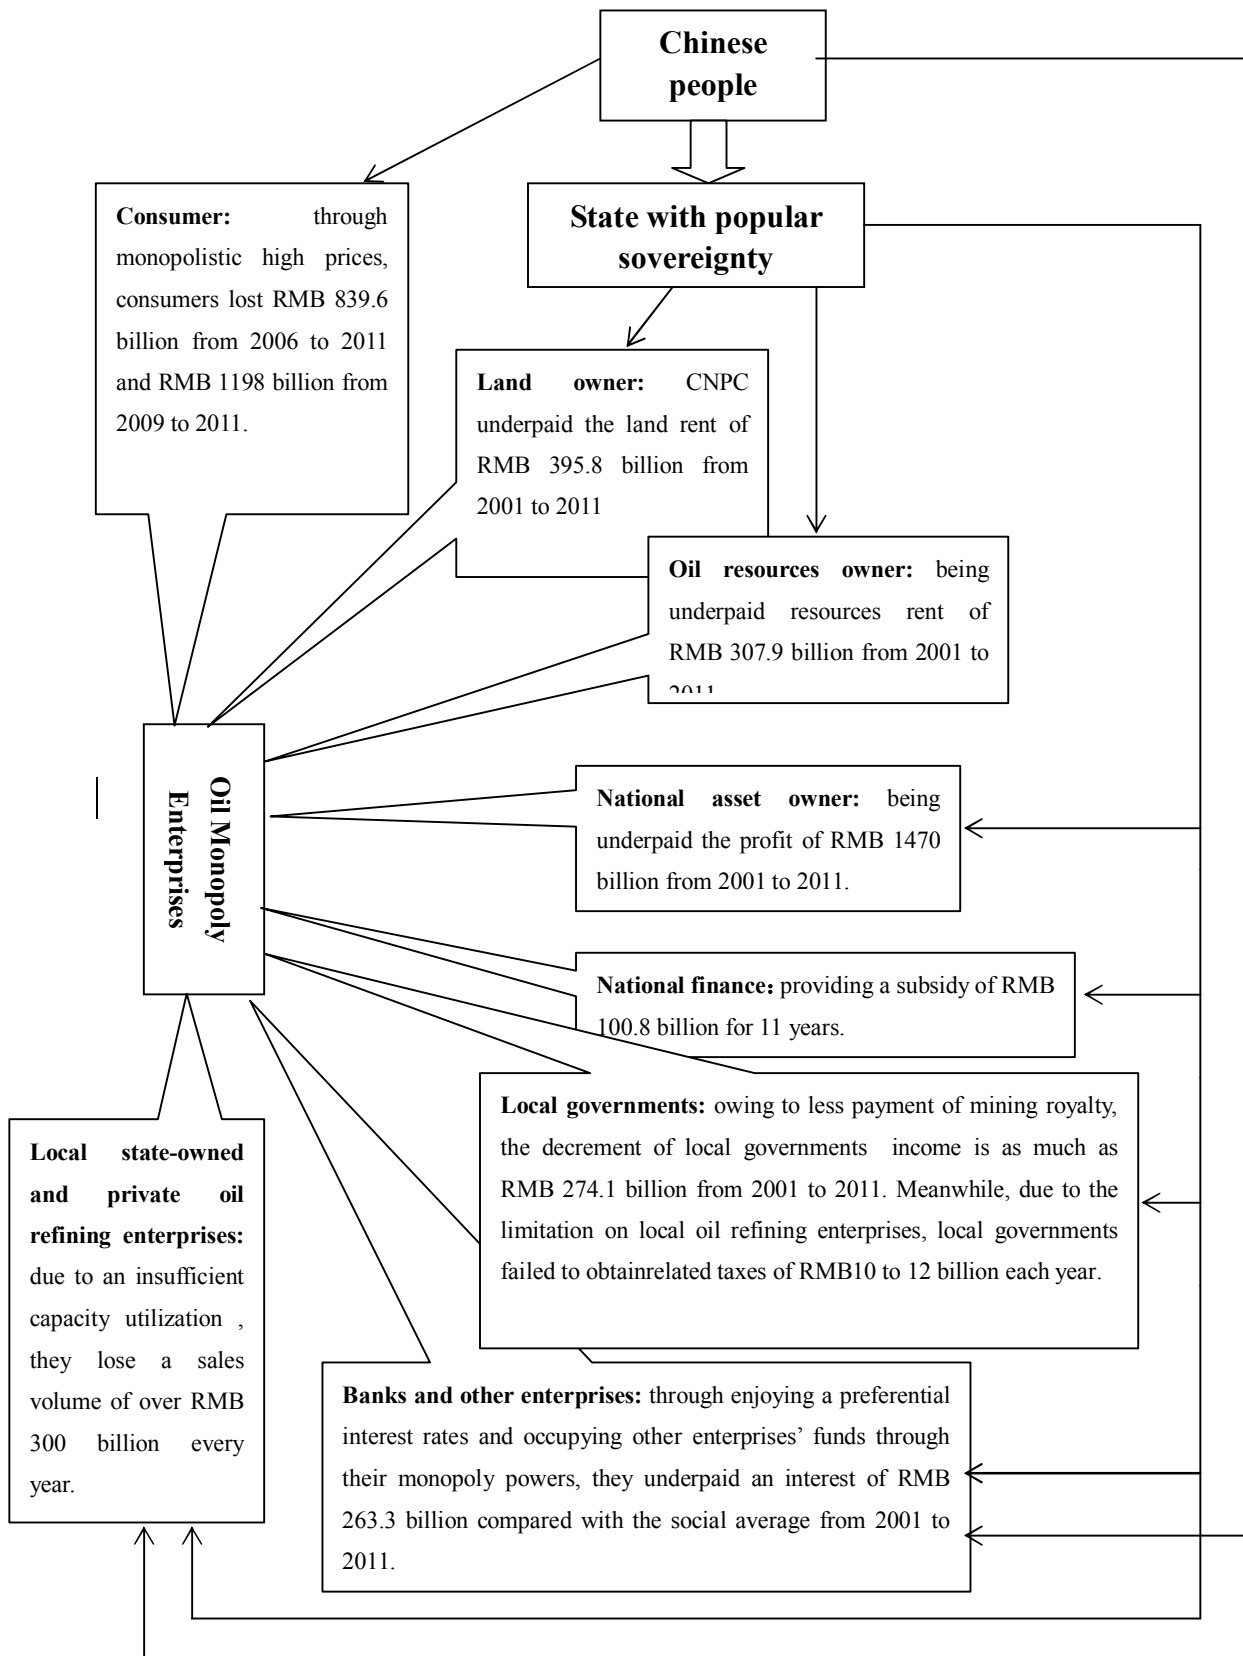 Chinese
people
State with popular
sovereignty
Consumer: through
monopolistic high prices,
consumers lost RMB 839.6
billion from 2006 to 2011
and RMB 1198 billion from
2009 to 2011.
Land owner: CNPC
underpaid the land rent of
RMB 395.8 billion from
2001 to 2011
Oil resources owner: being
underpaid resources rent of
RMB 307.9 billion from 2001 to
2011
Oil Monopoly
Enterprises
National asset owner: being
underpaid the profit of RMB 1470
billion from 2001 to 2011.
National finance: providing a subsidy of RMB
100.8 billion for 11 years.
Local governments: owing to less payment of mining royalty,
the decrement of local governments income is as much as
RMB 274.1 billion from 2001 to 2011. Meanwhile, due to the
limitation on local oil refining enterprises, local governments
failed to obtainrelated taxes of RMB10 to 12 billion each year.
Local state-owned
and private oil
refining enterprises:
due to an insufficient
capacity utilization ,
they lose a sales
volume of over RMB
300 billion every
year.
Banks and other enterprises: through enjoying a preferential
interest rates and occupying other enterprises’ funds through
their monopoly powers, they underpaid an interest of RMB
263.3 billion compared with the social average from 2001 to
2011.